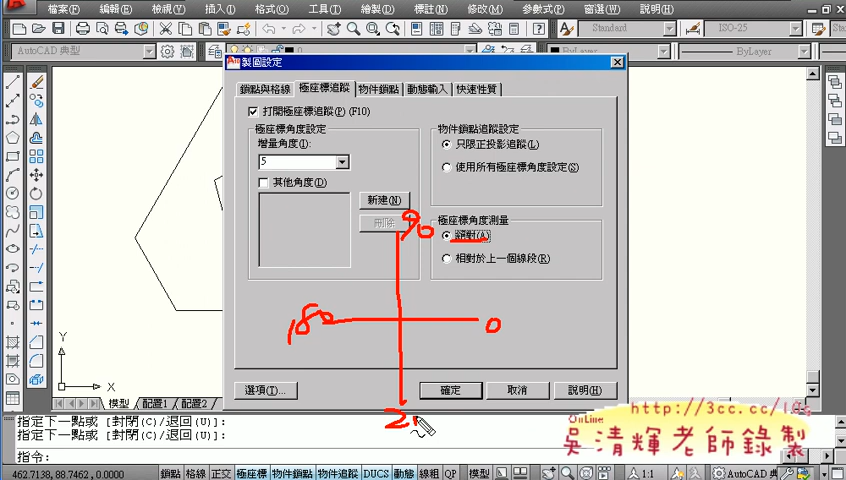 檔案(F) 編輯(E) 檢視(V) 插入(I) 格式(O) 工具(T) 繪製(D) 標註(N) 修改(M) 參數式(P) 窗選(W) 說明(H)
Standard ISO-25
AutoCAD 典型 0 ByLayer ByLayer
製圖設定
鎖點與格線 極座標追蹤 物件鎖點 動態輸入 快速性質
打開極座標追蹤(P) (F10)
極座標角度設定
增量角度(I):
5
其他角度(D)
新建(N)
刪除
物件鎖點追蹤設定
只限正投影追蹤(L)
使用所有極座標角度設定(S)
極座標角度測量
絕對(A)
相對於上一個線段(R)
90
180 0
2
選項(T)... 確定 取消 說明(H)
Y
X
模型 配置1 配置2
指定下一點或 [封閉(C)/退回(U)]:
指定下一點或 [封閉(C)/退回(U)]:
指令:
OnLine http://3cc.cc/18s
吳清輝老師錄製
462.7138, 88.7462, 0.0000 鎖點 格線 正交 極座標 物件鎖點 物件追蹤 DUCS 動態 線粗 QP 模型 1:1 AutoCAD 典型